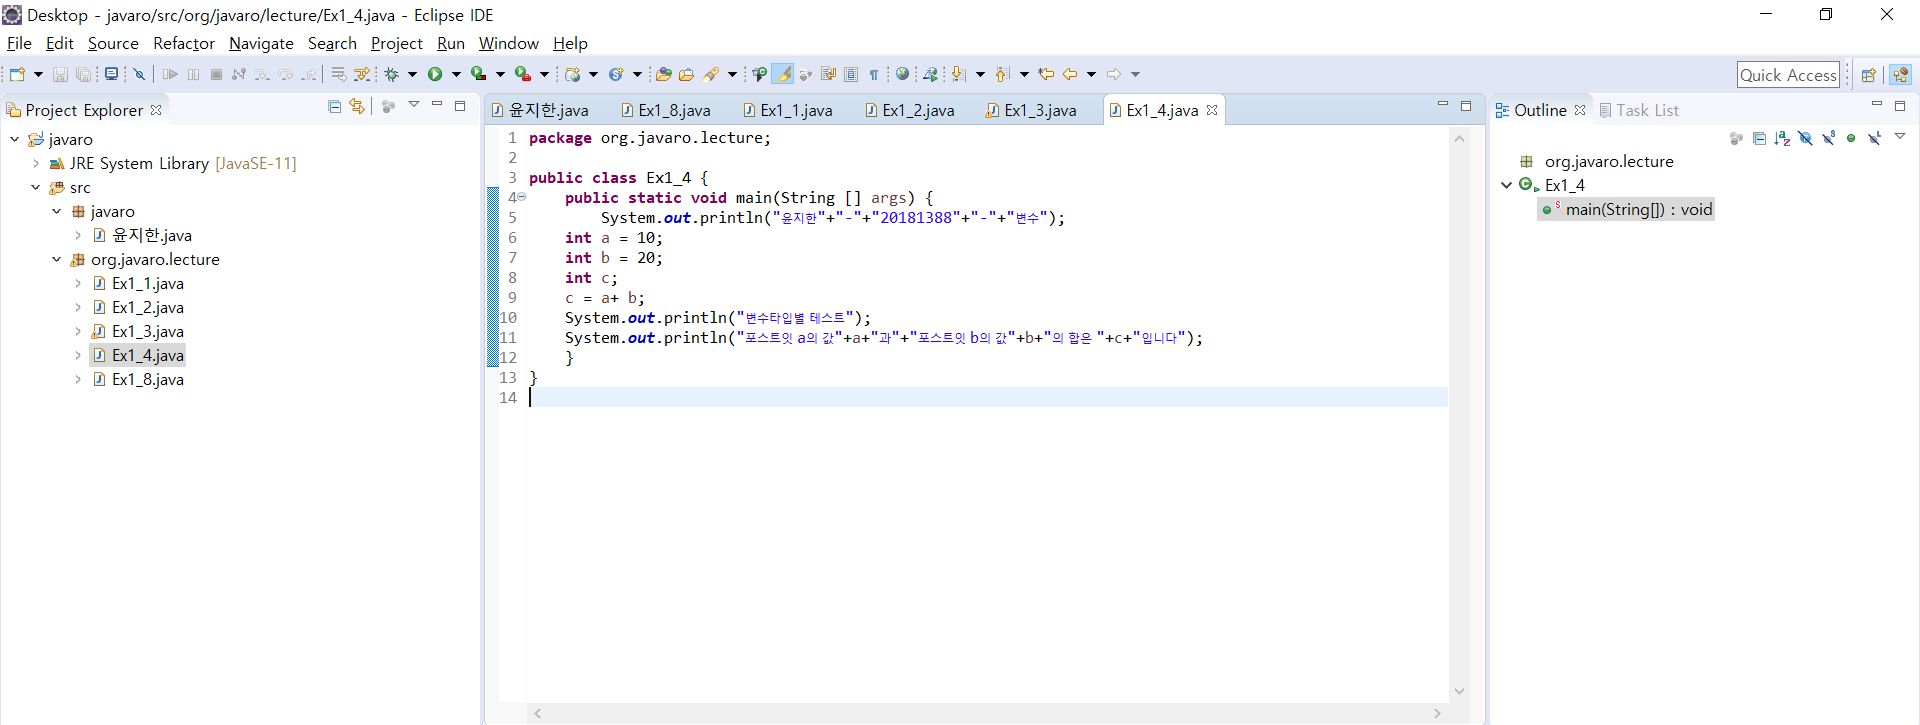 Desktop - javaro/src/org/javaro/lecture/Ex1_4.java - Eclipse IDE
File Edit Source Refactor Navigate Search Project Run Window Help
Quick Access
Project Explorer
javaro
JRE System Library [JavaSE-11]
src
javaro
윤지한.java
org.javaro.lecture
Ex1_1.java
Ex1_2.java
Ex1_3.java
Ex1_4.java
Ex1_8.java
윤지한.java Ex1_8.java Ex1_1.java Ex1_2.java Ex1_3.java Ex1_4.java
1 package org.javaro.lecture;
2
3 public class Ex1_4 {
4 public static void main(String [] args) {
5 System.out.println("윤지한"+"-"+"20181388"+"-"+"변수");
6 int a = 10;
7 int b = 20;
8 int c;
9 c = a+ b;
10 System.out.println("변수타입별 테스트");
11 System.out.println("포스트잇 a의 값"+a+"과"+"포스트잇 b의 값"+b+"의 합은 "+c+"입니다");
12 }
13 }
14
Outline Task List
org.javaro.lecture
Ex1_4
main(String[]) : void